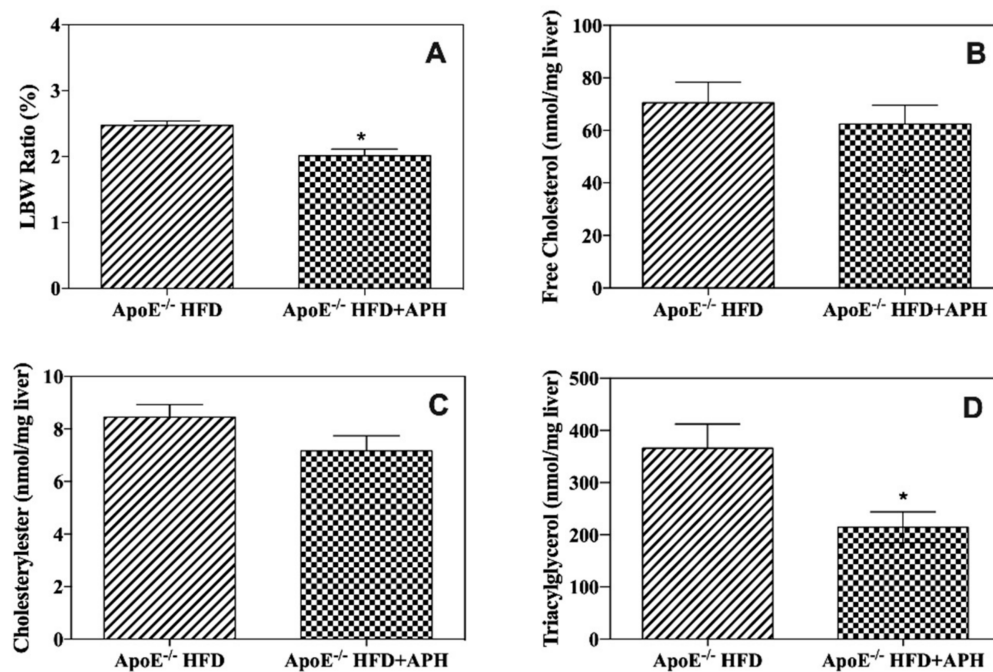 A
LBW Ratio (%)
4
3
2
1
0
*
ApoE⁻/⁻ HFD
ApoE⁻/⁻ HFD+APH
B
Free Cholesterol (nmol/mg liver)
100
80
60
40
20
0
ApoE⁻/⁻ HFD
ApoE⁻/⁻ HFD+APH
C
Cholesterylester (nmol/mg liver)
10
8
6
4
2
0
ApoE⁻/⁻ HFD
ApoE⁻/⁻ HFD+APH
D
Triacylglycerol (nmol/mg liver)
500
400
300
200
100
0
*
ApoE⁻/⁻ HFD
ApoE⁻/⁻ HFD+APH